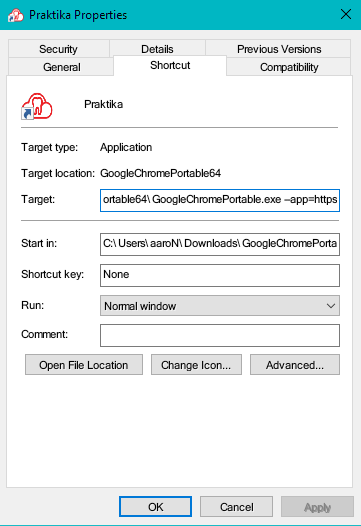 Praktika Properties
Security Details Previous Versions
General Shortcut Compatibility
Praktika
Target type: Application
Target location: GoogleChromePortable64
Target: ortable64\GoogleChromePortable.exe –app=https
Start in: C:\Users\aaroN\Downloads\GoogleChromePorta
Shortcut key: None
Run: Normal window
Comment:
Open File Location Change Icon... Advanced...
OK Cancel Apply